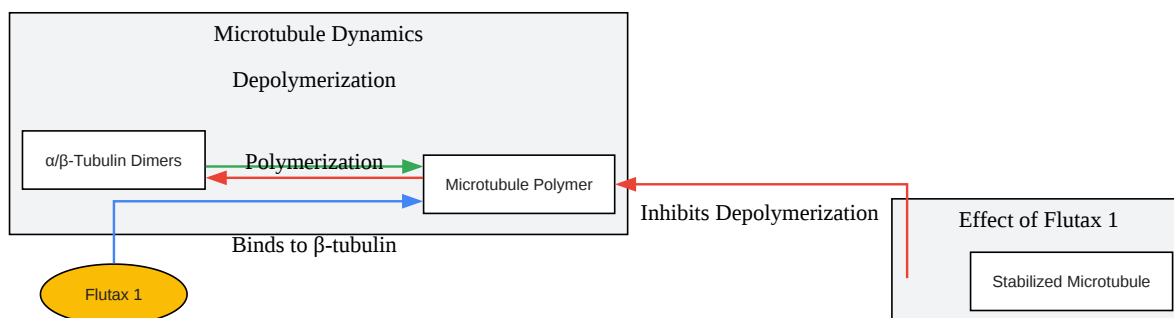 Microtubule Dynamics
Depolymerization
α/β-Tubulin Dimers
Polymerization
Microtubule Polymer
Inhibits Depolymerization
Binds to β-tubulin
Flutax 1
Effect of Flutax 1
Stabilized Microtubule